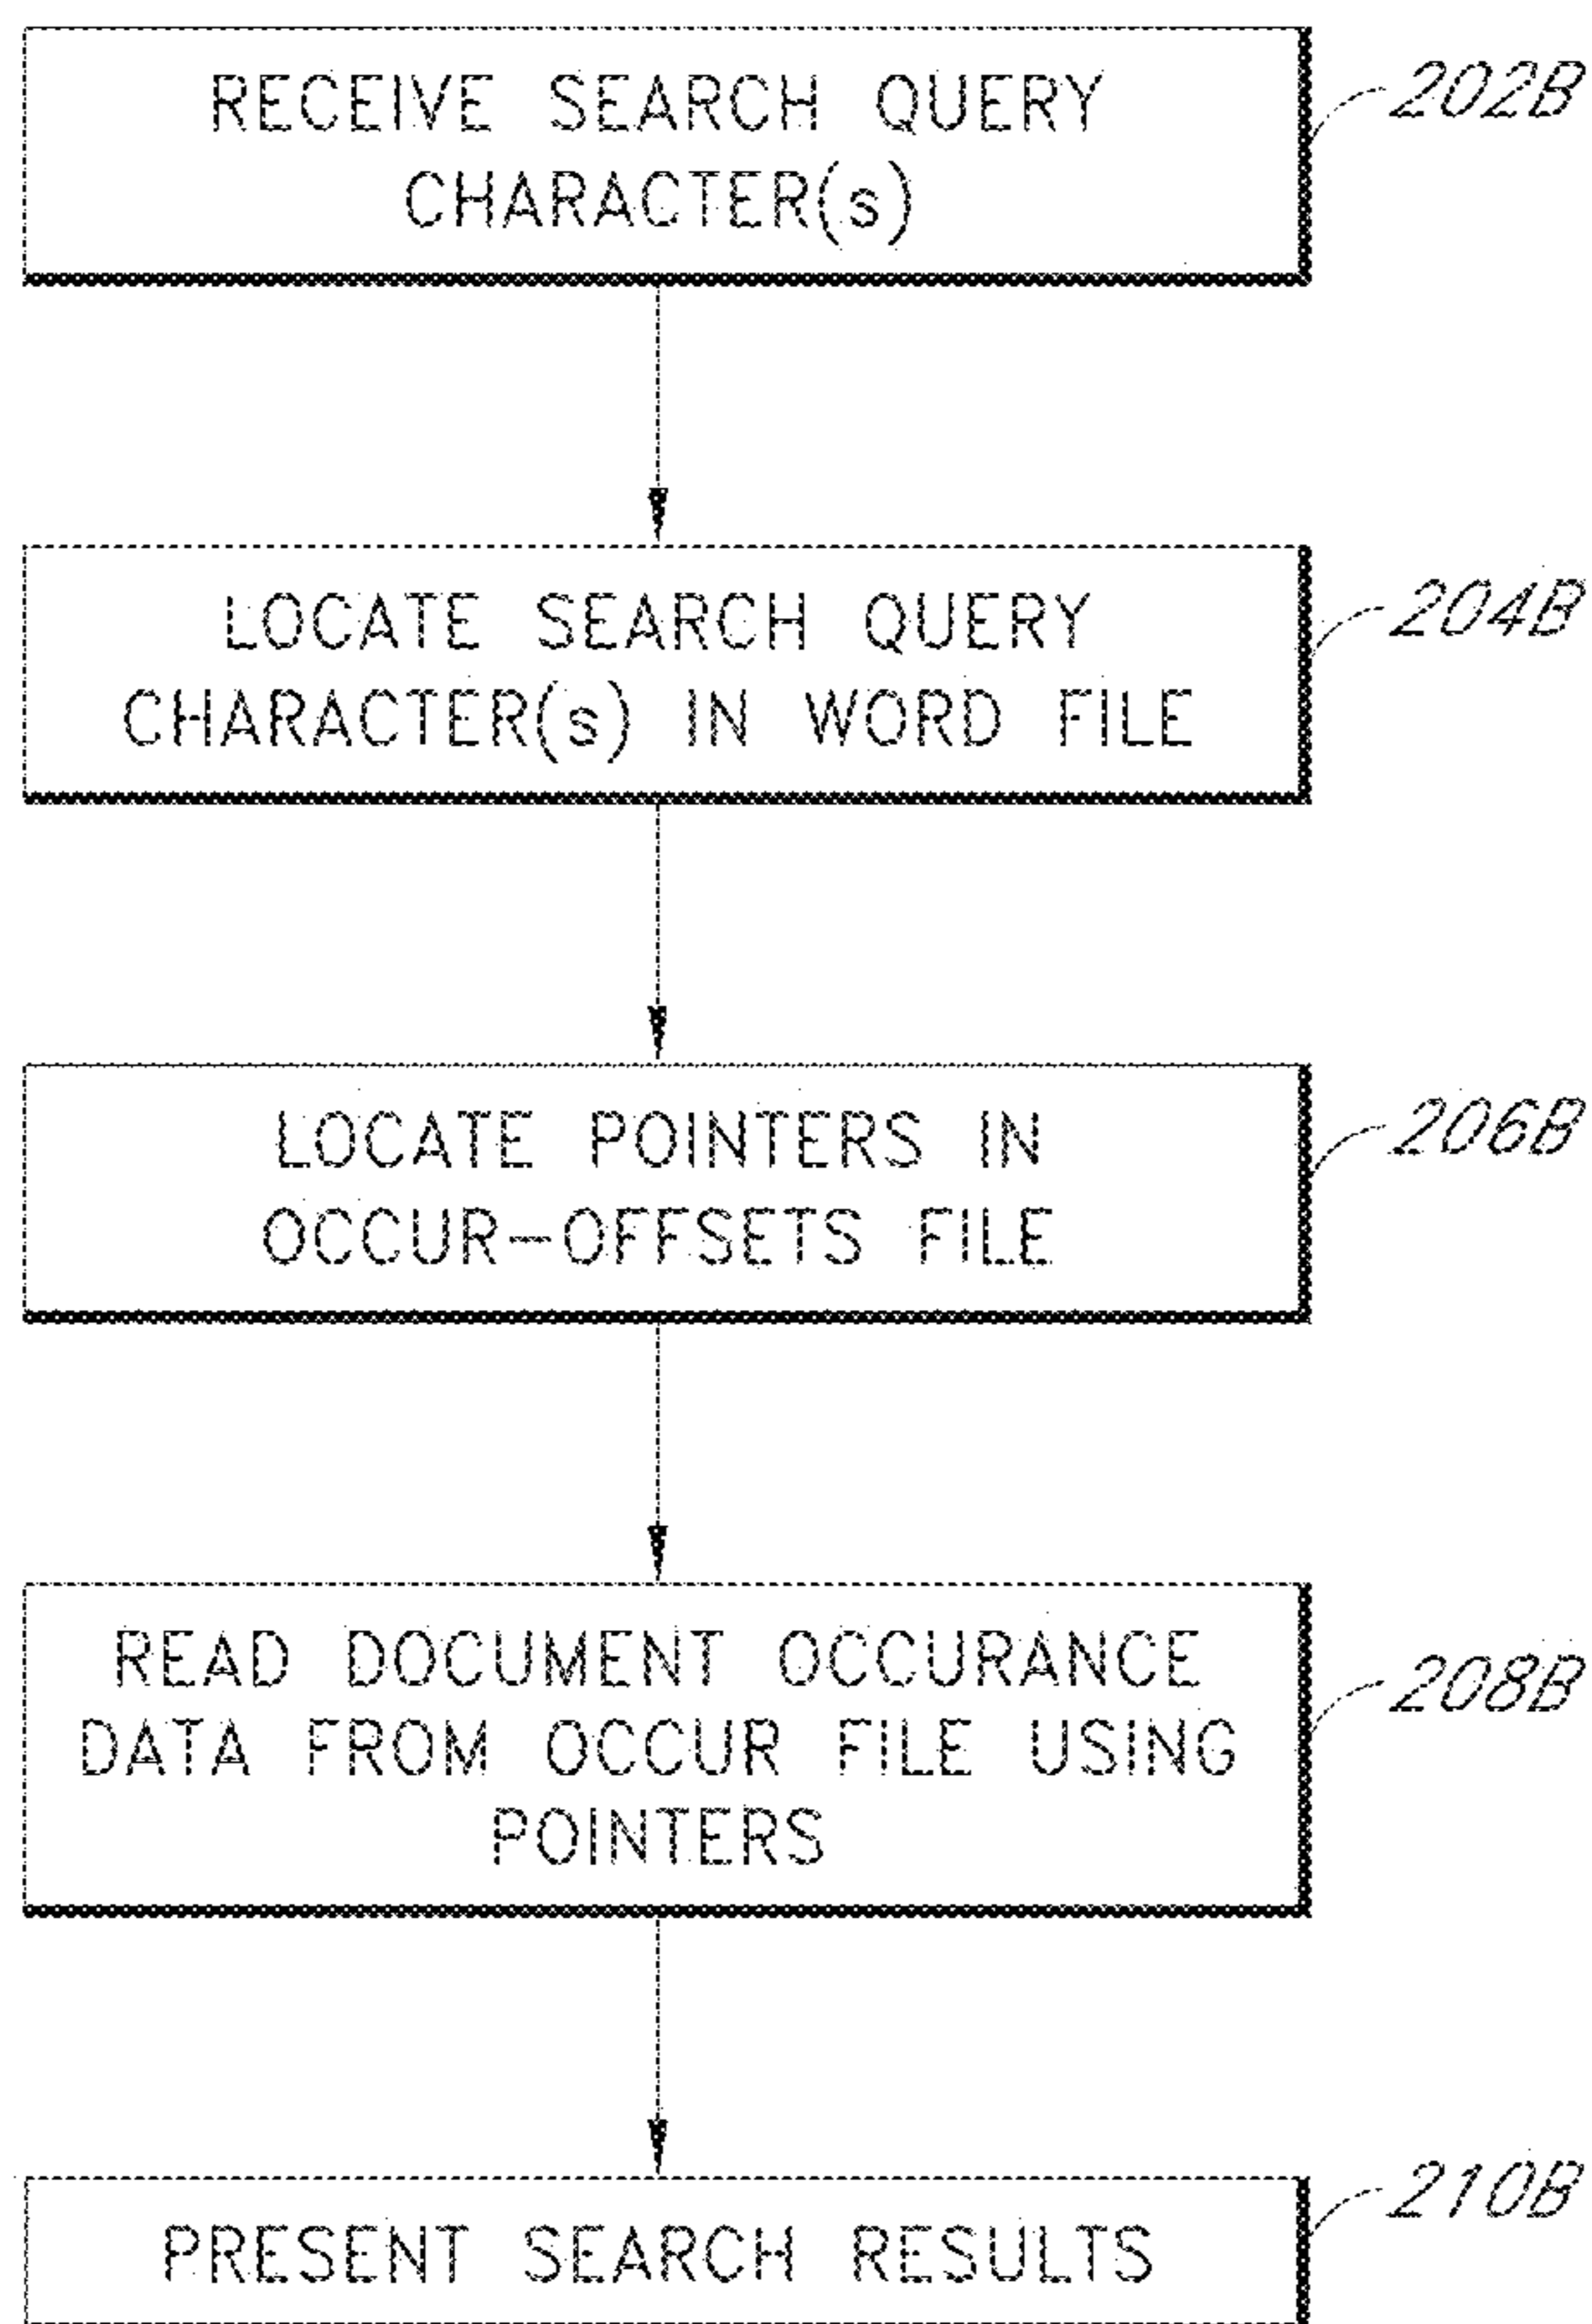 RECEIVE SEARCH QUERY
CHARACTER(s)
202B
LOCATE SEARCH QUERY
CHARACTER(s) IN WORD FILE
204B
LOCATE POINTERS IN
OCCUR-OFFSETS FILE
206B
READ DOCUMENT OCCURANCE
DATA FROM OCCUR FILE USING
POINTERS
208B
PRESENT SEARCH RESULTS
210B